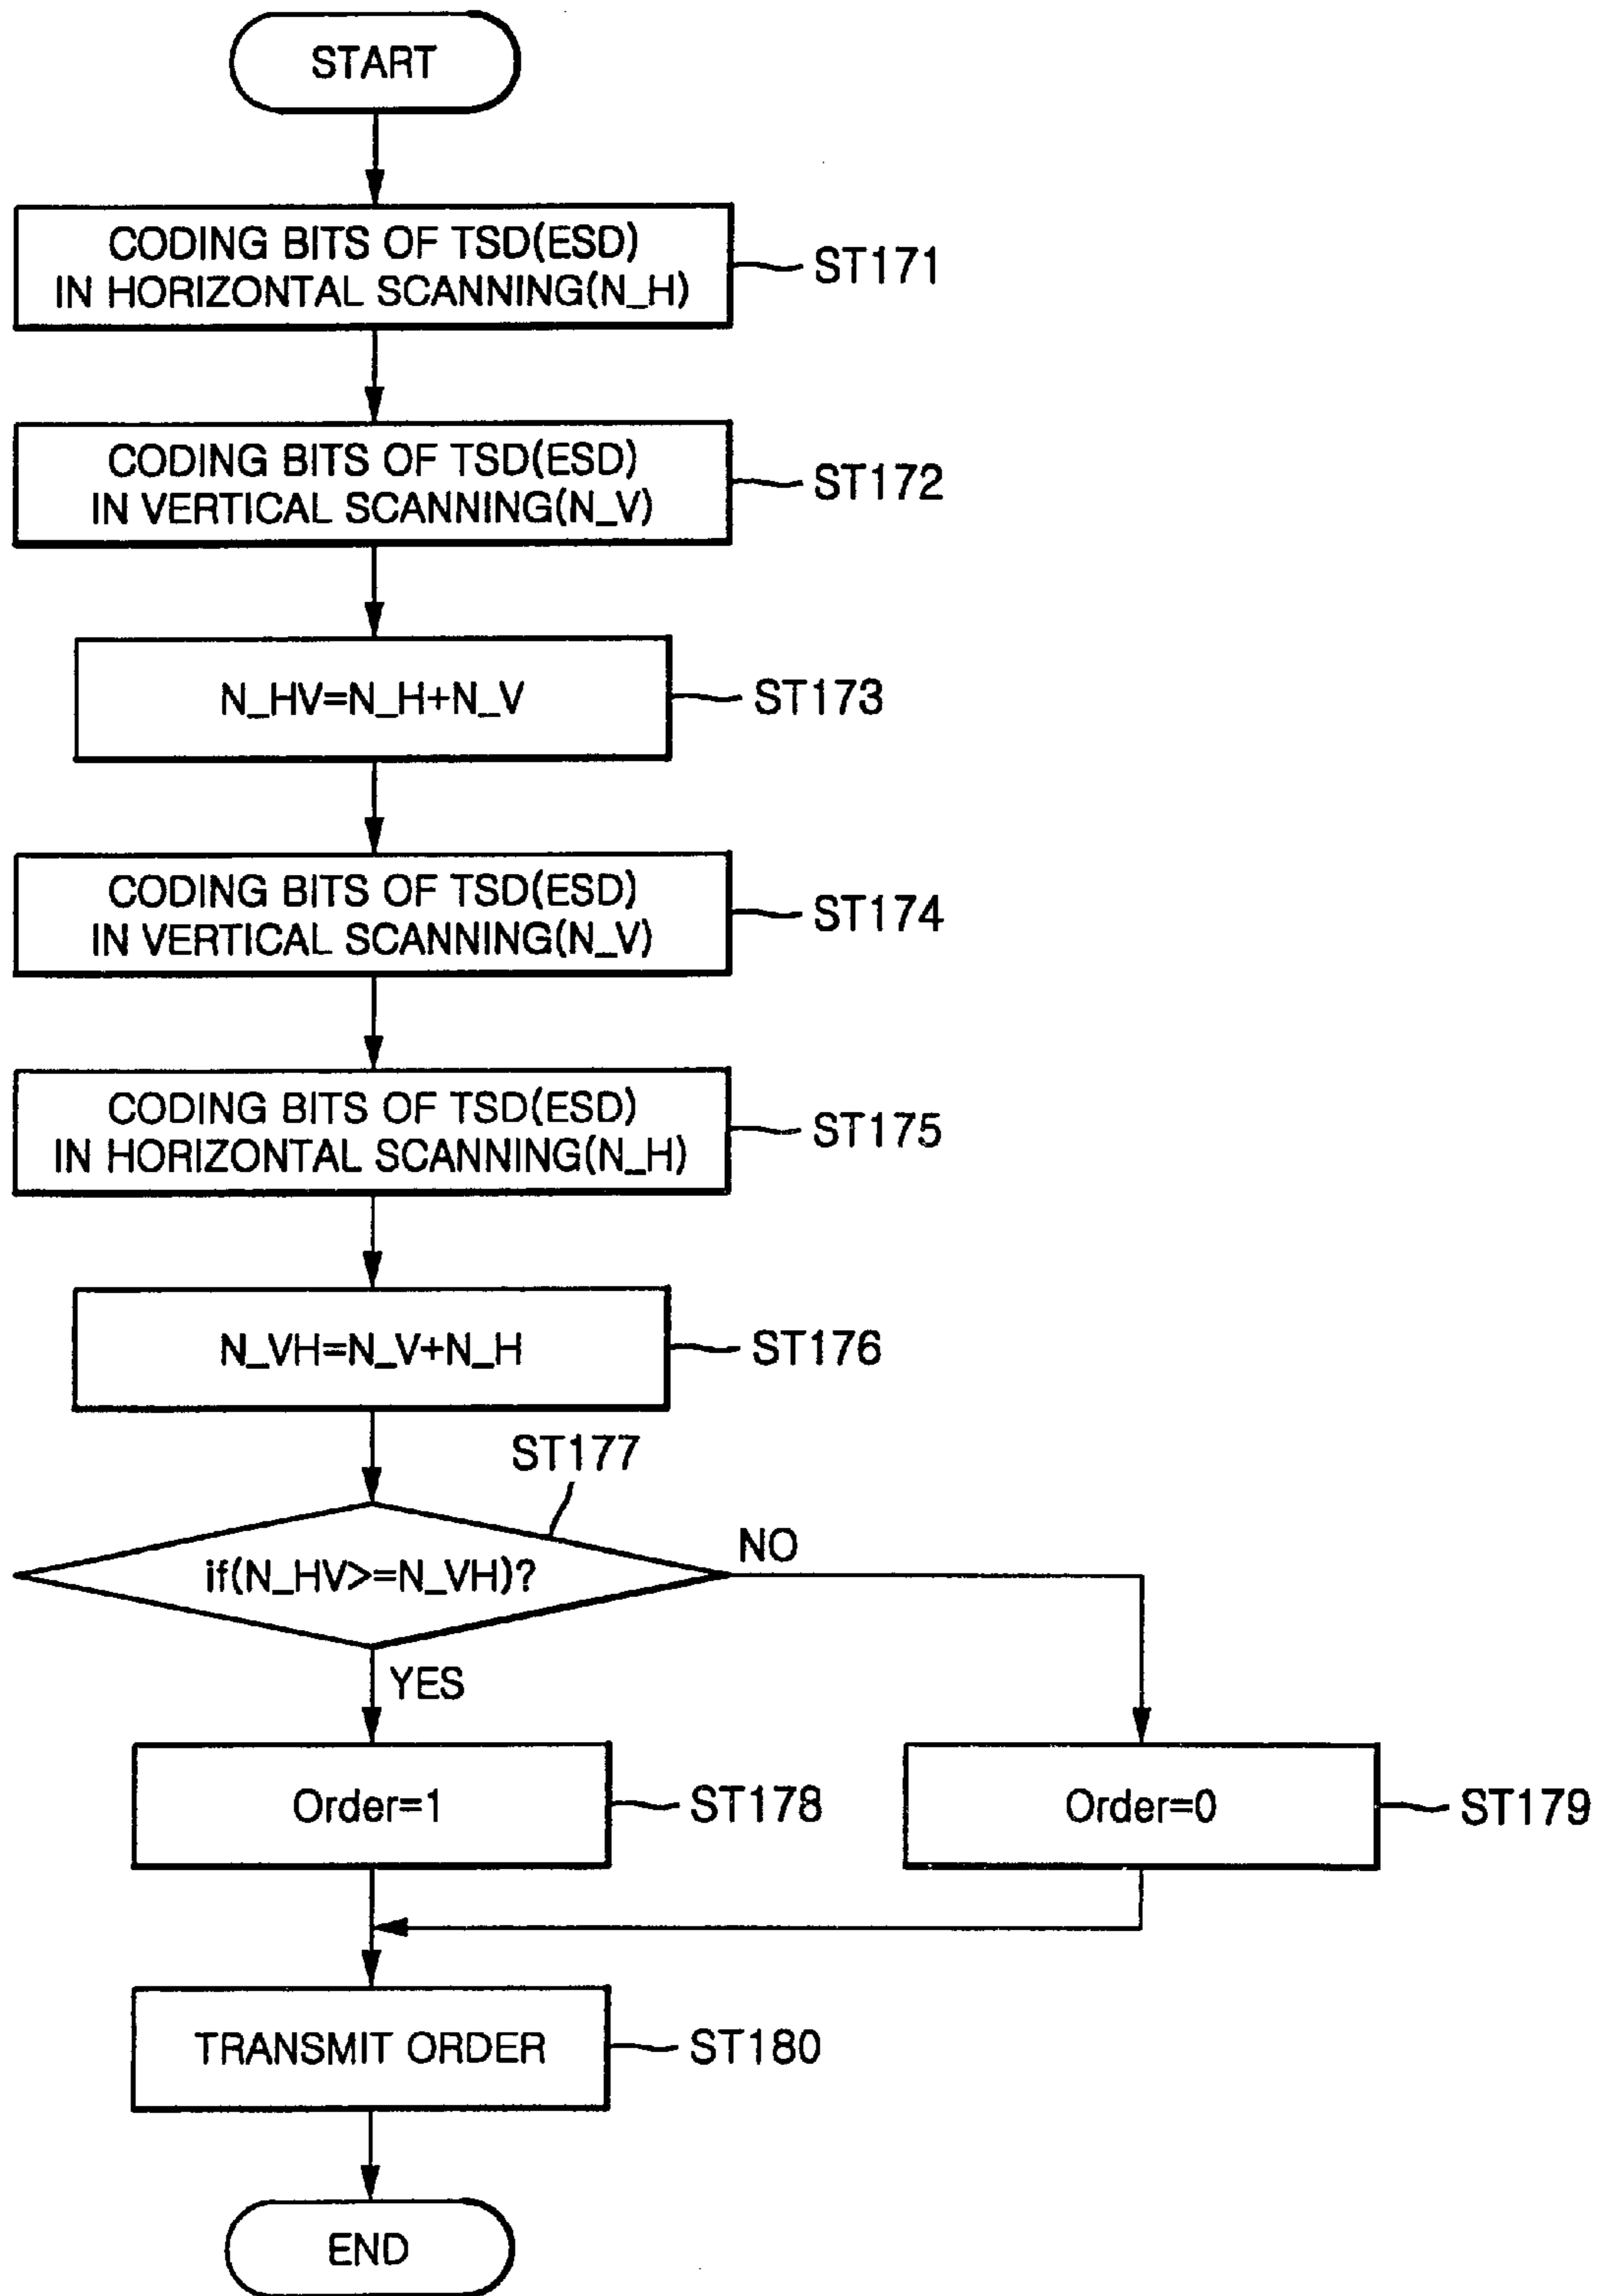 START
CODING BITS OF TSD(ESD)
IN HORIZONTAL SCANNING(N_H)
ST171
CODING BITS OF TSD(ESD)
IN VERTICAL SCANNING(N_V)
ST172
N_HV=N_H+N_V
ST173
CODING BITS OF TSD(ESD)
IN VERTICAL SCANNING(N_V)
ST174
CODING BITS OF TSD(ESD)
IN HORIZONTAL SCANNING(N_H)
ST175
N_VH=N_V+N_H
ST176
ST177
if(N_HV>=N_VH)?
NO
YES
Order=1
ST178
Order=0
ST179
TRANSMIT ORDER
ST180
END